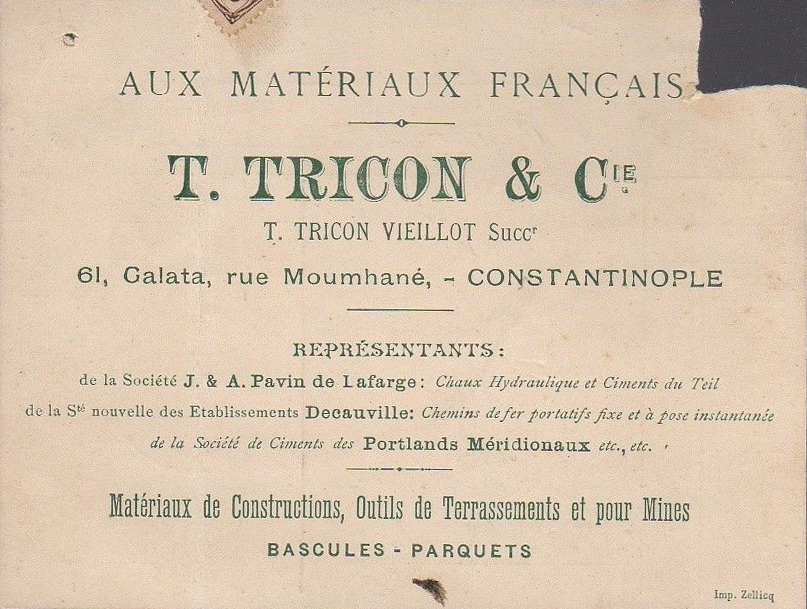 AUX MATÉRIAUX FRANÇAIS
T. TRICON & CIE
T. TRICON VIEILLOT Succr
61, Galata, rue Moumhané, - CONSTANTINOPLE
REPRÉSENTANTS:
de la Société J. & A. Pavin de Lafarge: Chaux Hydraulique et Ciments du Teil
de la Sté nouvelle des Etablissements Decauville: Chemins de fer portatifs fixe et à pose instantanée
de la Société de Ciments des Portlands Méridionaux etc., etc.
Matériaux de Constructions, Outils de Terrassements et pour Mines
BASCULES - PARQUETS
Imp. Zellicq